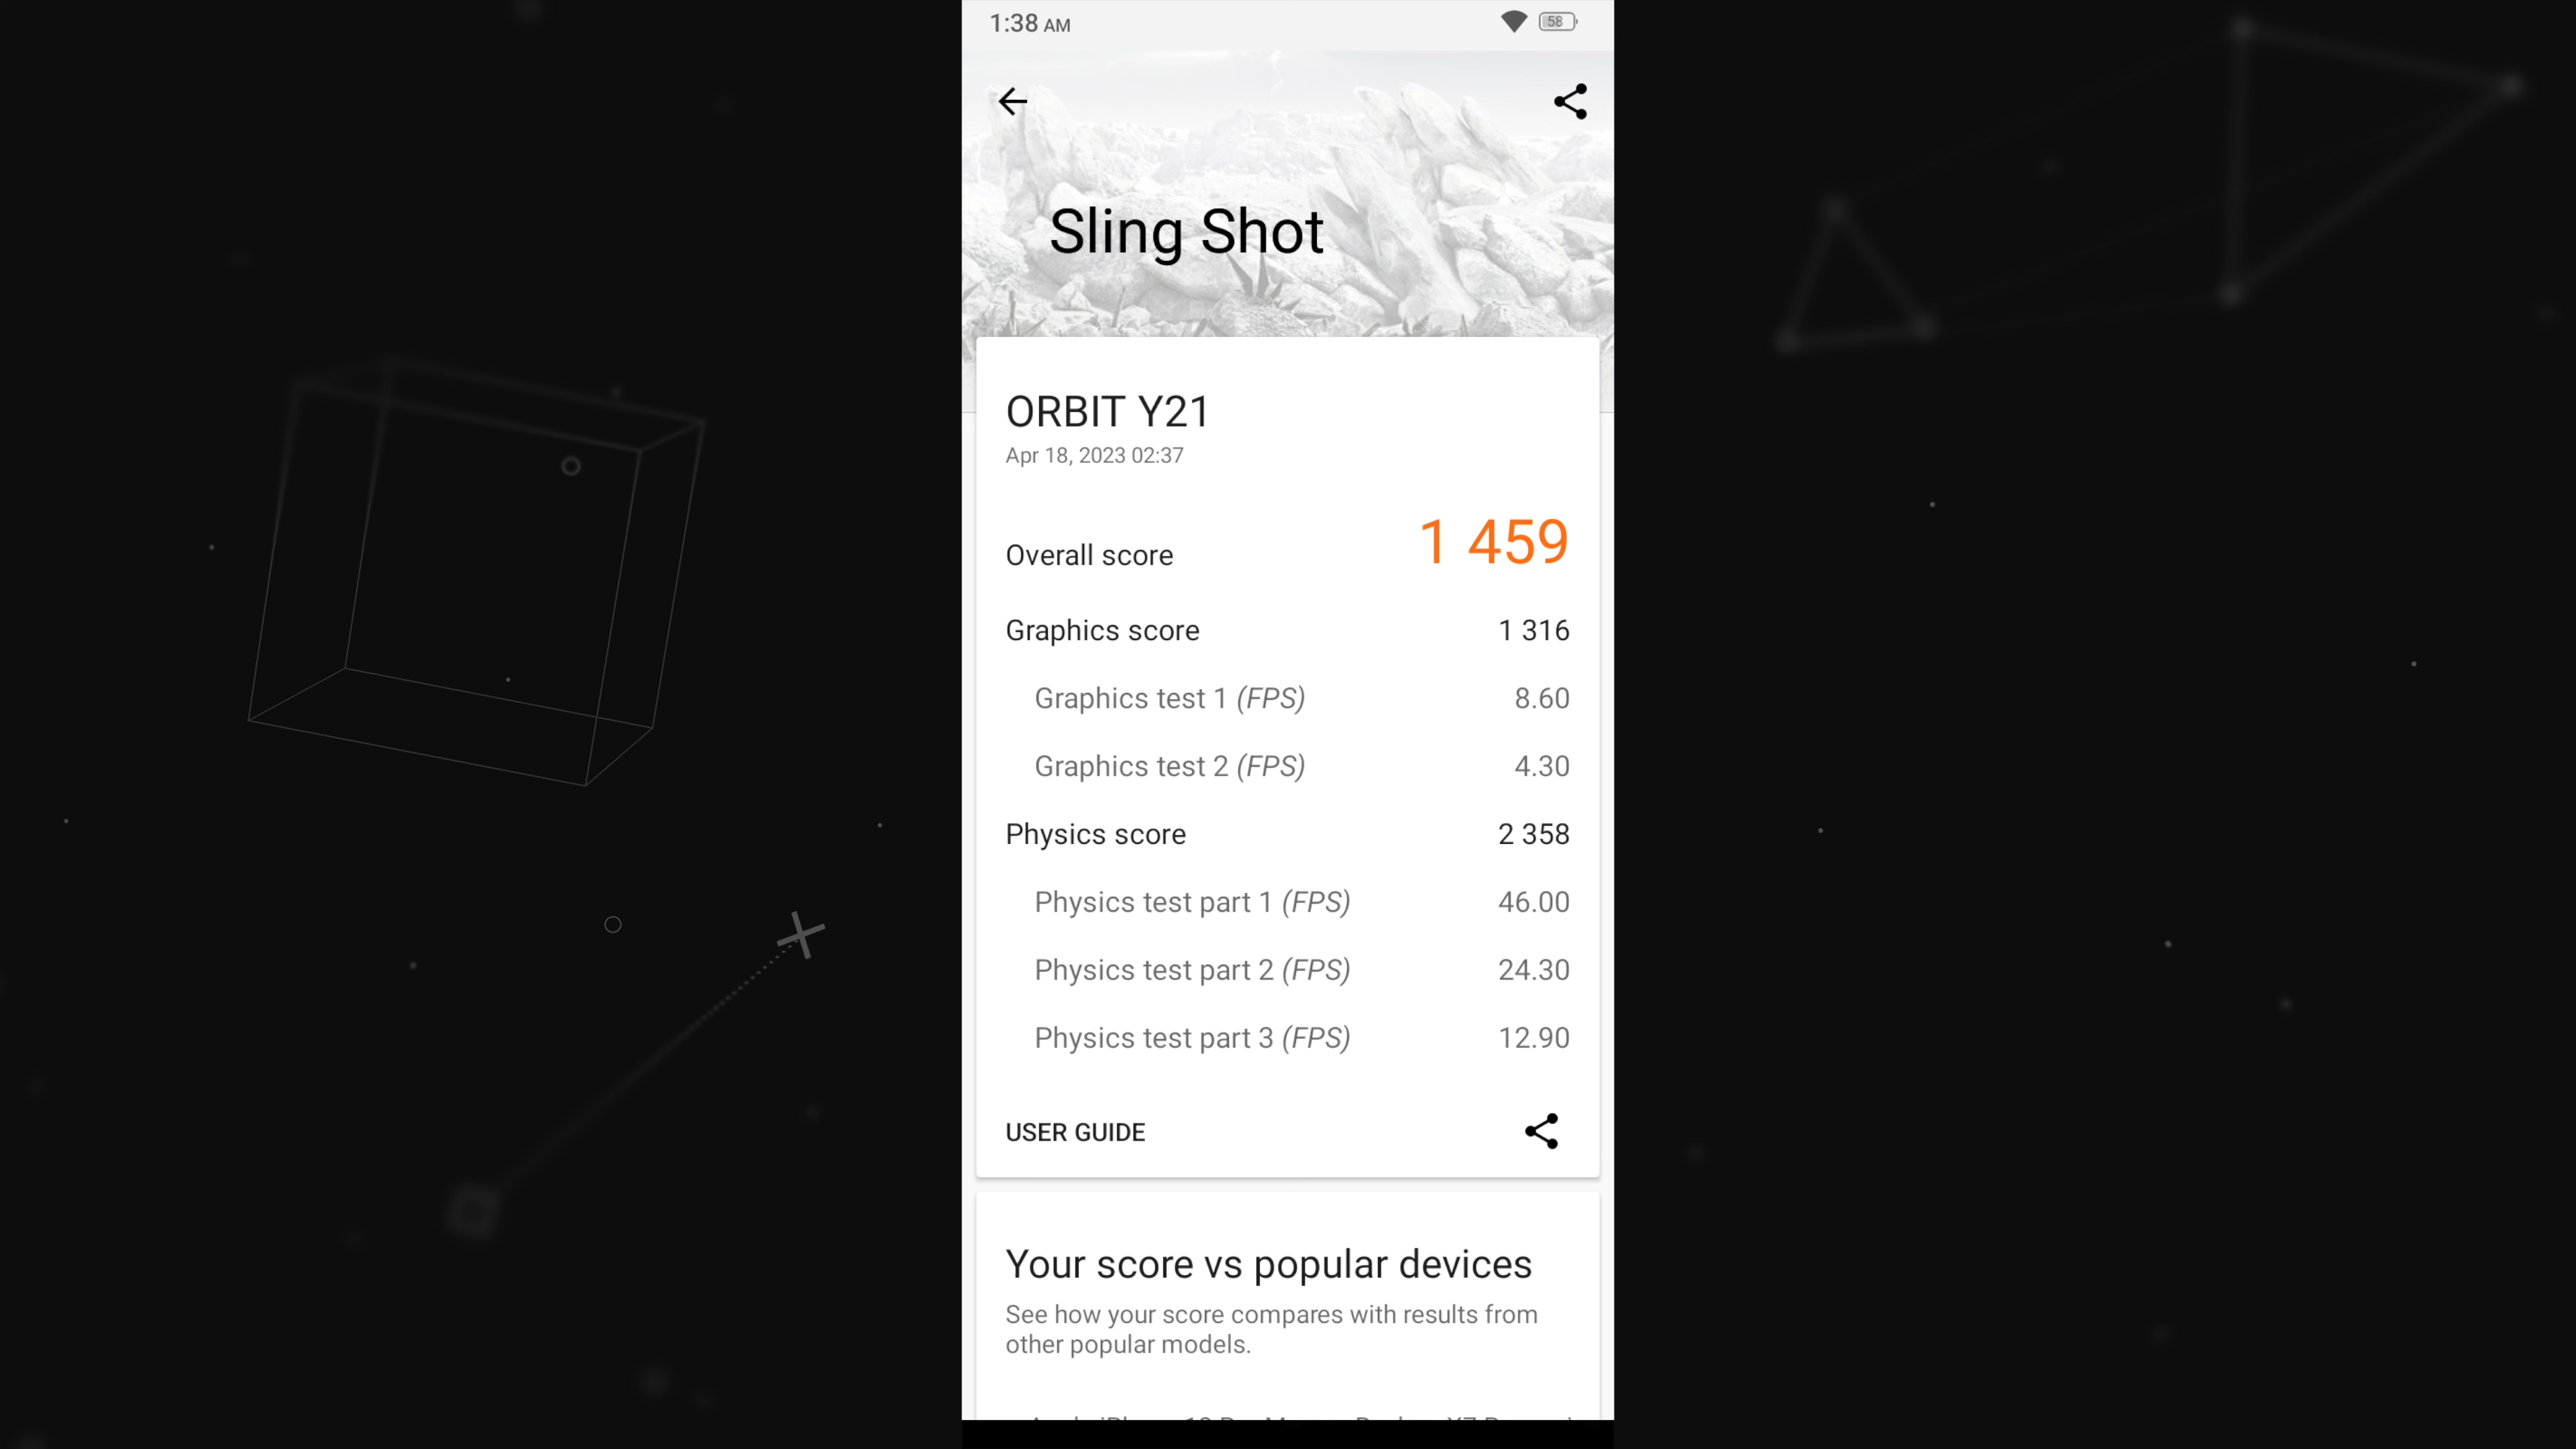 1:38 AM
58
Sling Shot
ORBIT Y21
Apr 18, 2023 02:37
Overall score 1 459
Graphics score 1 316
Graphics test 1 (FPS) 8.60
Graphics test 2 (FPS) 4.30
Physics score 2 358
Physics test part 1 (FPS) 46.00
Physics test part 2 (FPS) 24.30
Physics test part 3 (FPS) 12.90
USER GUIDE
Your score vs popular devices
See how your score compares with results from
other popular models.